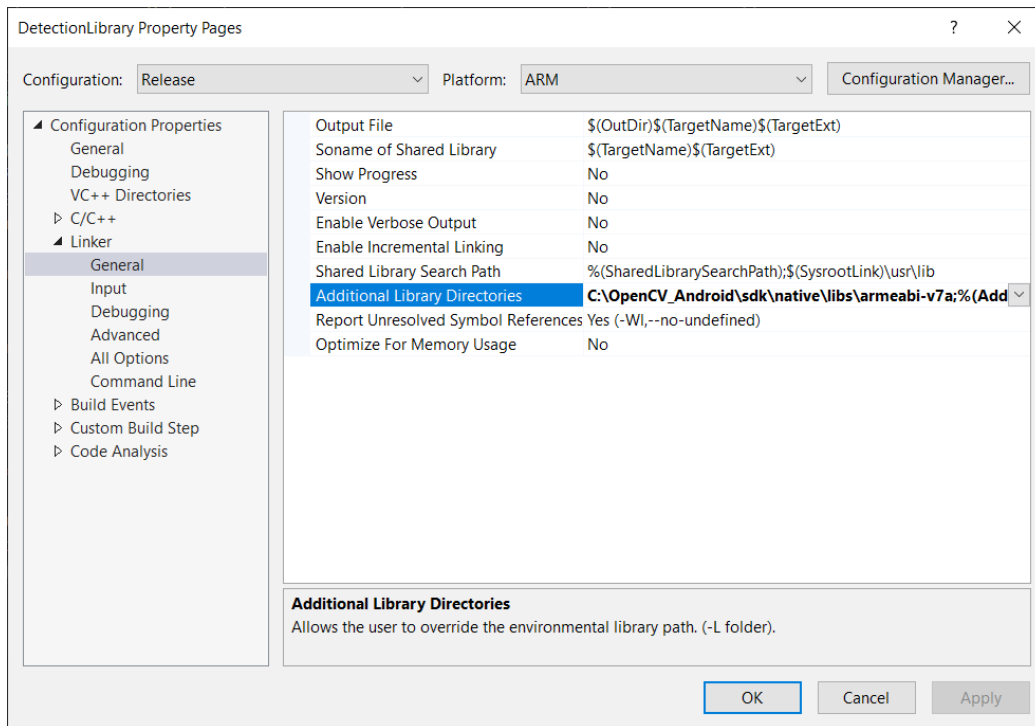 DetectionLibrary Property Pages
?
Configuration: Release Platform: ARM Configuration Manager...
Configuration Properties
General
Debugging
VC++ Directories
C/C++
Linker
General
Input
Debugging
Advanced
All Options
Command Line
Build Events
Custom Build Step
Code Analysis
Output File $(OutDir)$(TargetName)$(TargetExt)
Soname of Shared Library $(TargetName)$(TargetExt)
Show Progress No
Version No
Enable Verbose Output No
Enable Incremental Linking No
Shared Library Search Path %(SharedLibrarySearchPath);$(SysrootLink)\usr\lib
Additional Library Directories C:\OpenCV_Android\sdk\native\libs\armeabi-v7a;%(Add
Report Unresolved Symbol References Yes (-Wl,--no-undefined)
Optimize For Memory Usage No
Additional Library Directories
Allows the user to override the environmental library path. (-L folder).
OK Cancel Apply